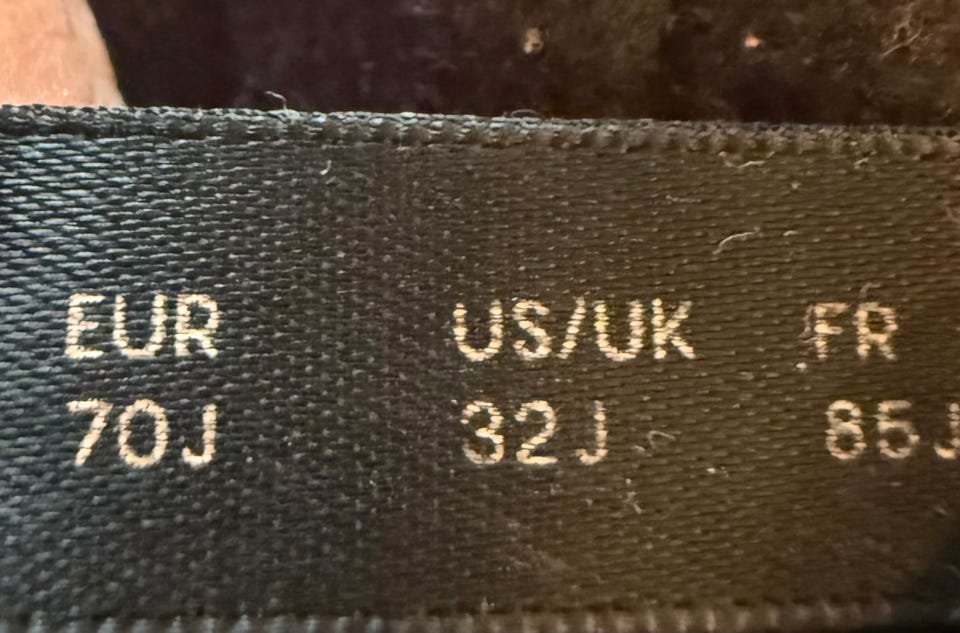 EUR US/UK FR
70J 32J 85J